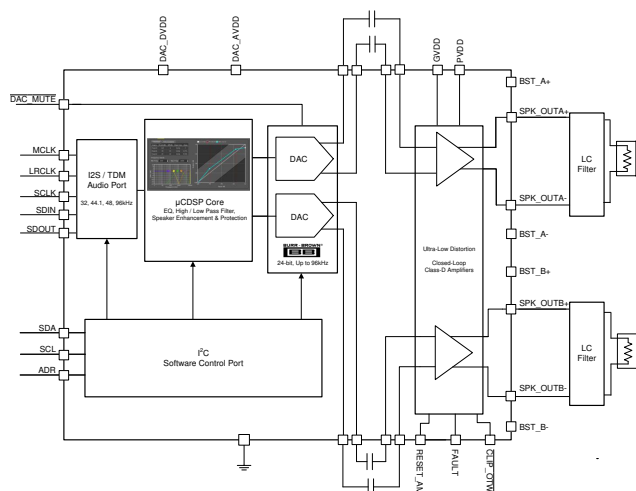 DAC_DVDD
DAC_AVDD
GVDD
PVDD
BST_A+
DAC_MUTE
SPK_OUTA+
MCLK
LRCLK
SCLK
SDIN
SDOUT
I2S / TDM
Audio Port
32, 44.1, 48, 96kHz
µCDSP Core
EQ, High / Low Pass Filter,
Speaker Enhancement & Protection
DAC
DAC
BURR - BROWN
24-bit, Up to 96kHz
LC
Filter
SPK_OUTA-
BST_A-
Ultra-Low Distortion
Closed-Loop
Class-D Amplifiers
BST_B+
SPK_OUTB+
SDA
SCL
ADR
I²C
Software Control Port
LC
Filter
SPK_OUTB-
BST_B-
FAULT
-